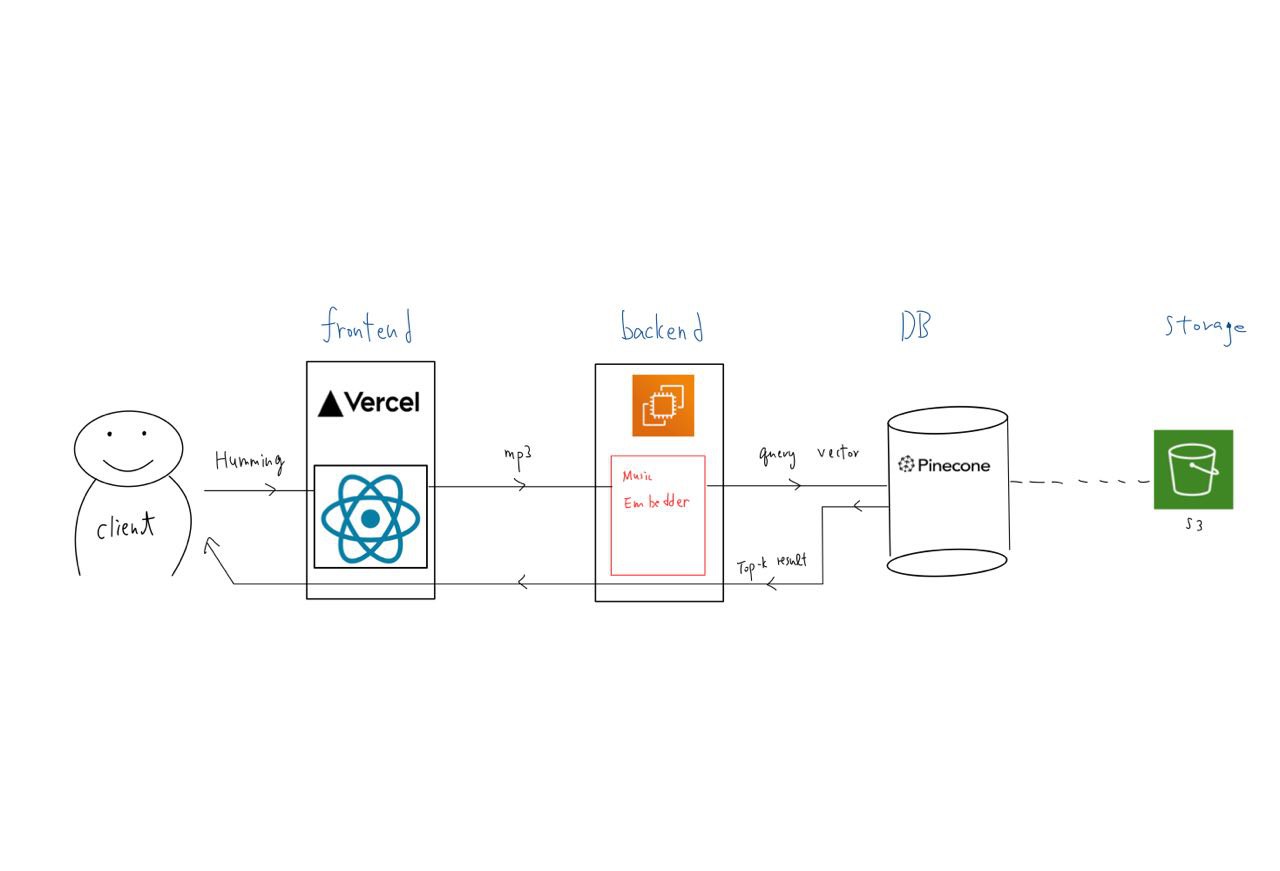 frontend
backend
DB
Storage
Vercel
Humming
mp3
query vector
Pinecone
Music
Embedder
client
S3
Top-k result